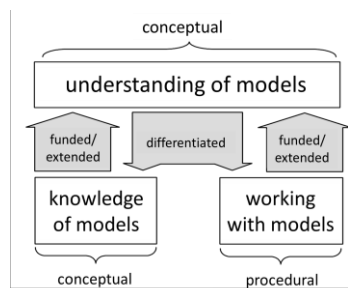 conceptual
understanding of models
funded/
extended
differentiated
funded/
extended
knowledge
of models
working
with models
conceptual
procedural